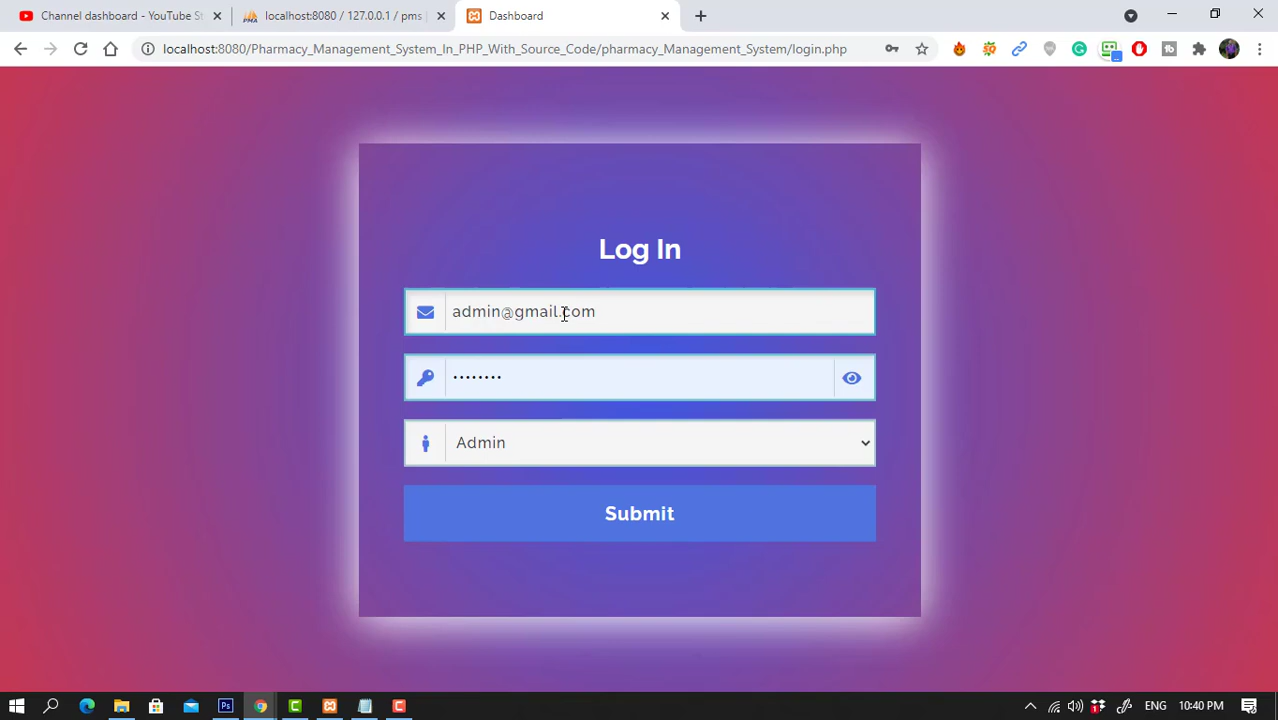 Channel dashboard - YouTube St
localhost:8080 / 127.0.0.1 / pms
Dashboard
localhost:8080/Pharmacy_Management_System_In_PHP_With_Source_Code/pharmacy_Management_System/login.php
Log In
admin@gmail.com
Admin
Submit
ENG 10:40 PM